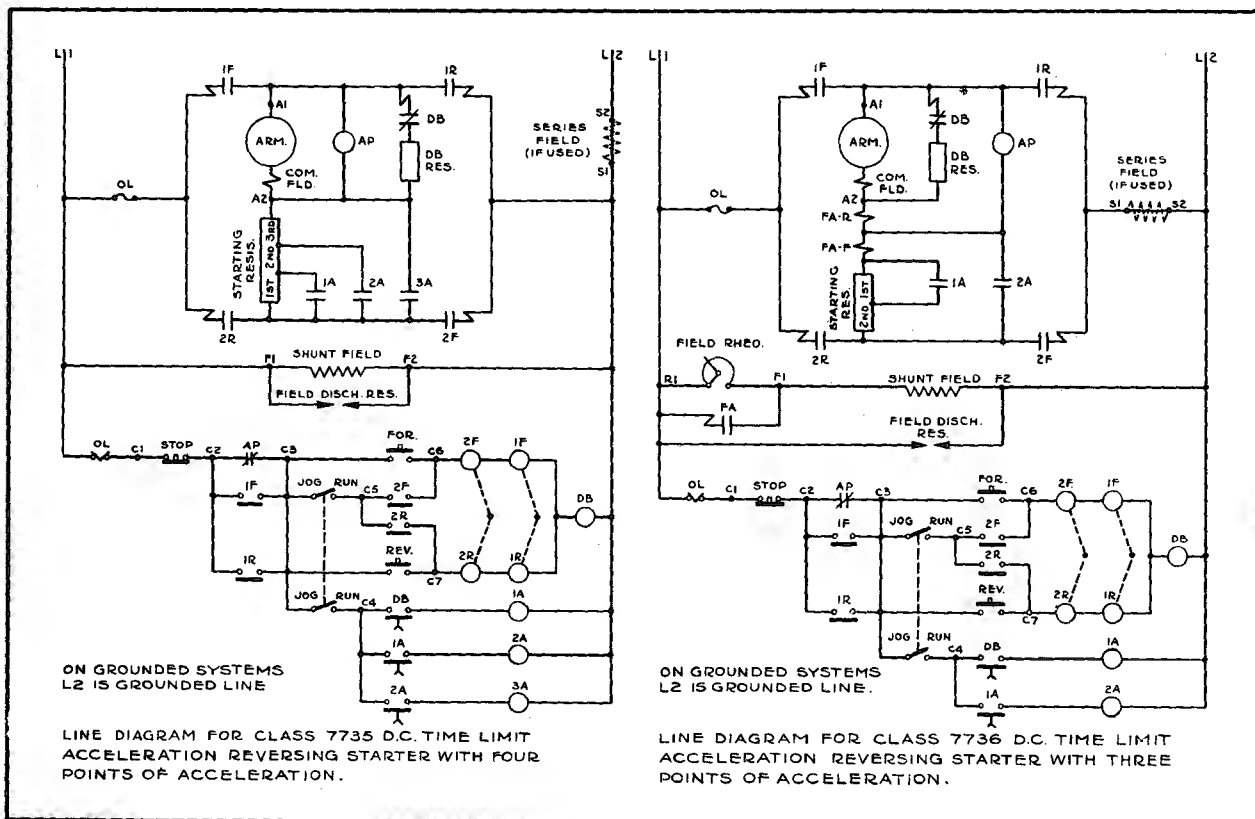 L1
L2
1F
1R
A1
ARM.
AP
DB
DB
RES.
COM.
FLD.
A2
OL
SERIES
FIELD
(IF USED)
S2
S1
STARTING
RESIS.
1ST 2ND 3RD
1A
2A
3A
2R
2F
F1
SHUNT FIELD
F2
FIELD DISCH. RES.
OL
C1
STOP
C2
AP
C3
FOR.
C6
2F
1F
1F
JOG
RUN
C5
2F
2R
DB
1R
REV.
C7
2R
1R
JOG
RUN
C4
DB
1A
1A
2A
2A
3A
ON GROUNDED SYSTEMS
L2 IS GROUNDED LINE
LINE DIAGRAM FOR CLASS 7735 D.C. TIME LIMIT
ACCELERATION REVERSING STARTER WITH FOUR
POINTS OF ACCELERATION.
L1
L2
1F
*
1R
A1
ARM.
DB
AP
DB
RES.
COM.
FLD.
A2
OL
FA-R
FA-F
SERIES
FIELD
(IF USED)
S1
S2
STARTING
RES.
2ND 1ST
1A
2A
2R
2F
FIELD RHEO.
R1
F1
SHUNT FIELD
F2
FA
FIELD DISCH.
RES.
OL
C1
STOP
C2
AP
C3
FOR.
C6
2F
1F
1F
JOG
RUN
C5
2F
2R
DB
1R
REV.
C7
2R
1R
JOG
RUN
C4
DB
1A
1A
2A
ON GROUNDED SYSTEMS
L2 IS GROUNDED LINE.
LINE DIAGRAM FOR CLASS 7736 D.C. TIME LIMIT
ACCELERATION REVERSING STARTER WITH THREE
POINTS OF ACCELERATION.